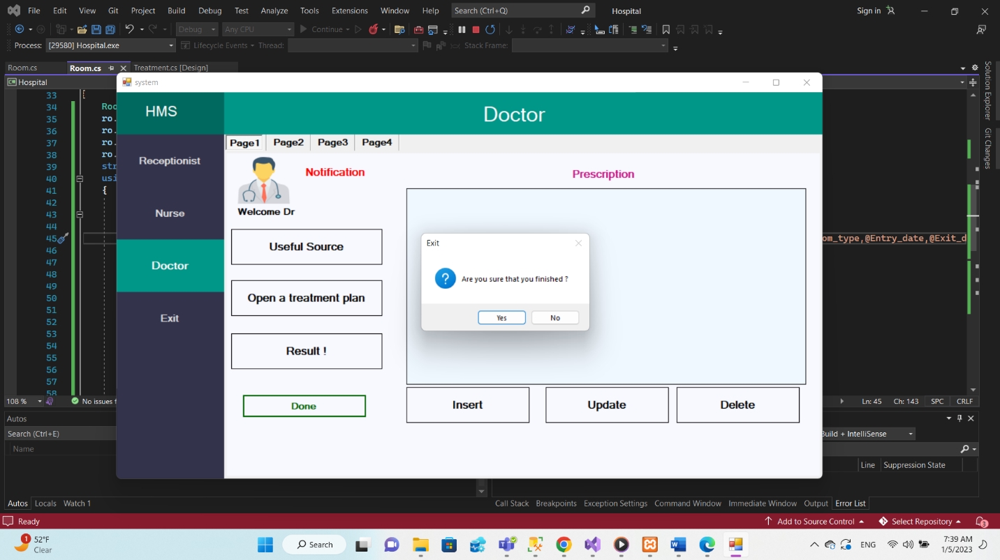 File Edit View Git Project Build Debug Test Analyze Tools Extensions Window Help Search (Ctrl+Q) Hospital Sign in
Debug Any CPU Continue
Process: [29580] Hospital.exe Lifecycle Events Thread: Stack Frame:
Room.cs Room.cs Treatment.cs [Design]
Hospital
system
HMS
Doctor
Receptionist
Nurse
Doctor
Exit
Page1 Page2 Page3 Page4
Notification
Welcome Dr
Prescription
Useful Source
Open a treatment plan
Result !
Done
Insert Update Delete
Exit
Are you sure that you finished ?
Yes No
33 {
34 Roo
35 ro.
36 ro.
37 ro.
38 ro.
39 str
40 usi
41 {
42
43
44
45 om_type,@Entry_date,@Exit_d
46
47
48
49
50
51
52
53
54
55
56
57
58
108 % No issues f Ln: 45 Ch: 143 SPC CRLF
Solution Explorer
Git Changes
Autos
Search (Ctrl+E) Build + IntelliSense
Name Line Suppression State
Autos Locals Watch 1 Call Stack Breakpoints Exception Settings Command Window Immediate Window Output Error List
Ready Add to Source Control Select Repository 3
1 52°F
Clear
Search
ENG
7:39 AM
1/5/2023